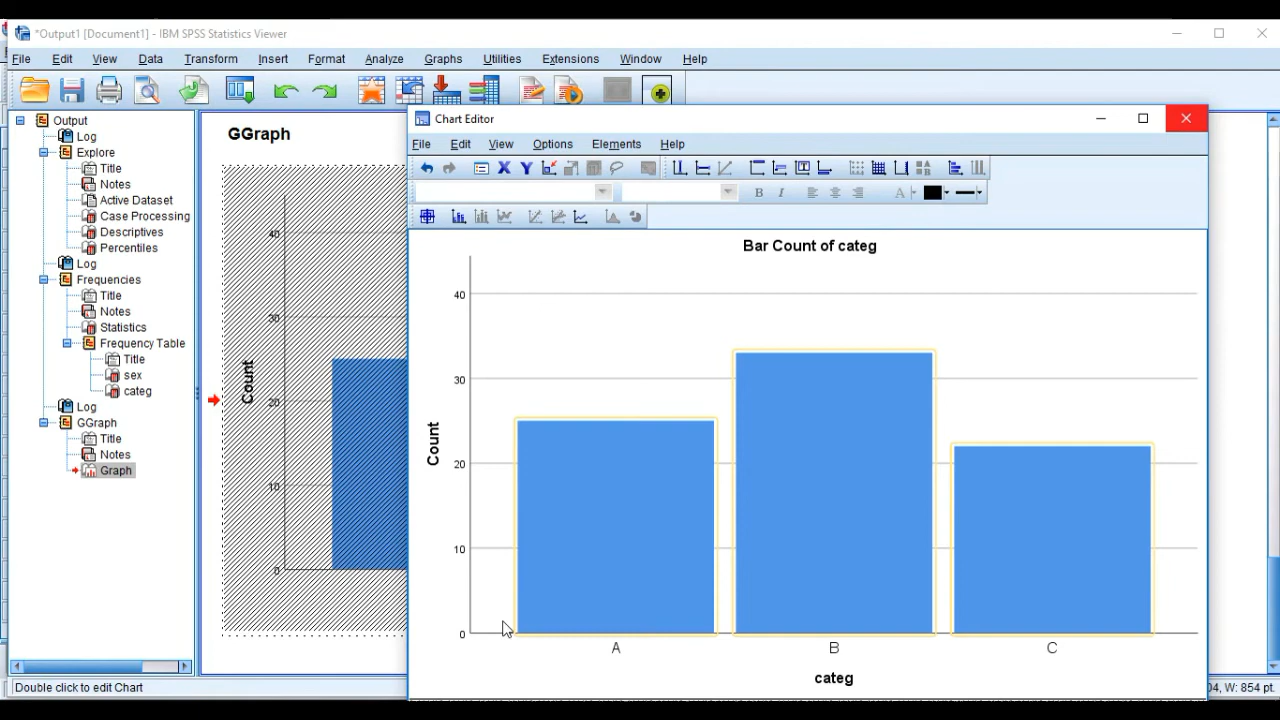 *Output1 [Document1] - IBM SPSS Statistics Viewer
File Edit View Data Transform Insert Format Analyze Graphs Utilities Extensions Window Help
Output
Log
Explore
Title
Notes
Active Dataset
Case Processing
Descriptives
Percentiles
Log
Frequencies
Title
Notes
Statistics
Frequency Table
Title
sex
categ
Log
GGraph
Title
Notes
Graph
GGraph
40
30
20
10
0
Count
Chart Editor
File Edit View Options Elements Help
B I A
Bar Count of categ
40
30
20
10
0
Count
A B C
categ
Double click to edit Chart
04, W: 854 pt.